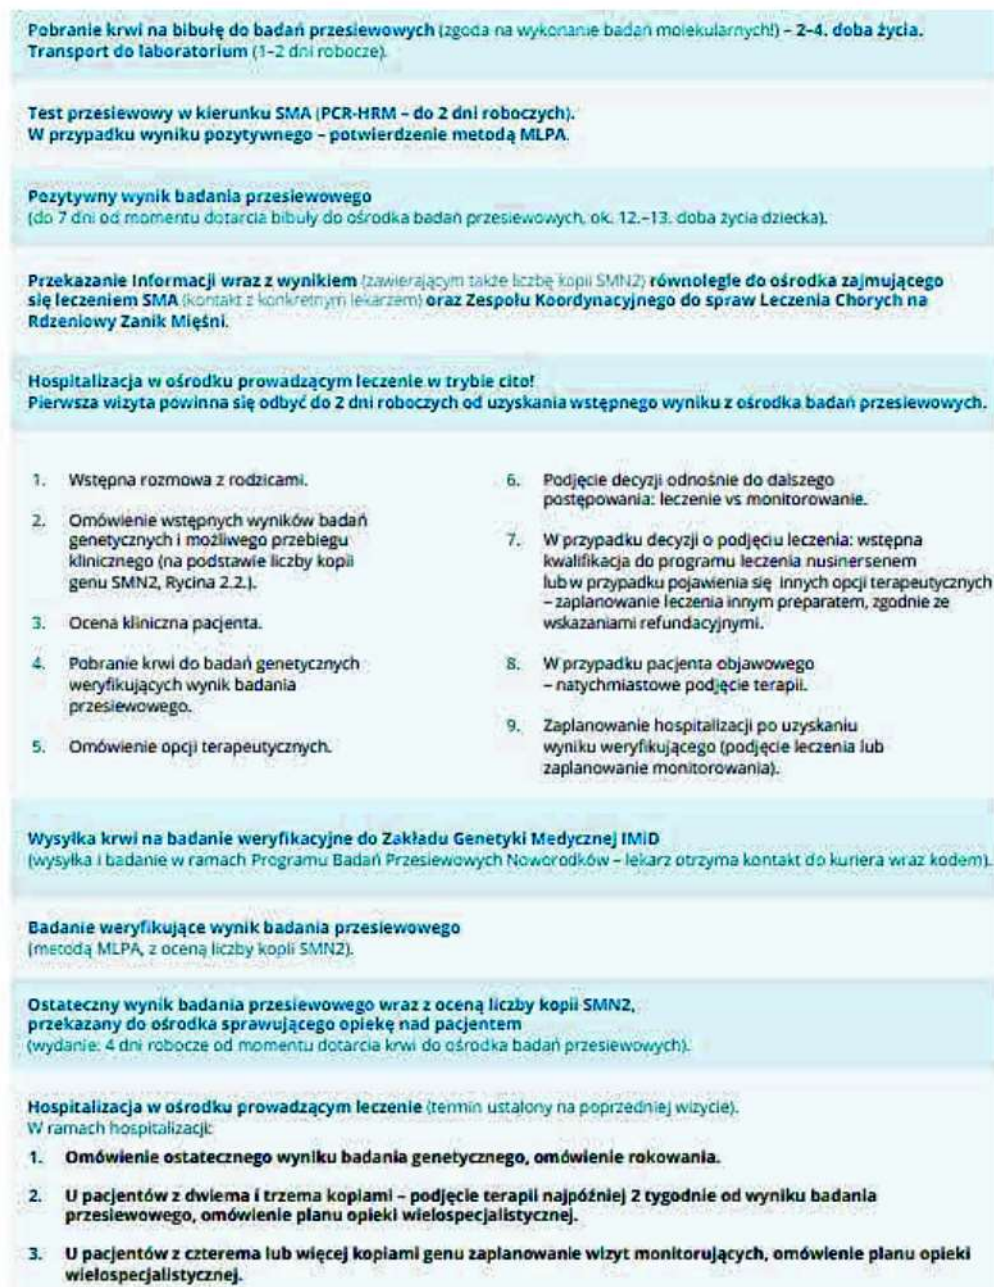 Pobranie krwi na bibułę do badań przesiewowych (zgoda na wykonanie badań molekularnych!) – 2–4. doba życia.
Transport do laboratorium (1–2 dni robocze).
Test przesiewowy w kierunku SMA (PCR-HRM – do 2 dni roboczych).
W przypadku wyniku pozytywnego – potwierdzenie metodą MLPA.
Pozytywny wynik badania przesiewowego
(do 7 dni od momentu dotarcia bibuły do ośrodka badań przesiewowych, ok. 12.–13. doba życia dziecka).
Przekazanie Informacji wraz z wynikiem (zawierającym także liczbę kopii SMN2) równolegle do ośrodka zajmującego
się leczeniem SMA (kontakt z konkretnym lekarzem) oraz Zespołu Koordynacyjnego do spraw Leczenia Chorych na
Rdzeniowy Zanik Mięśni.
Hospitalizacja w ośrodku prowadzącym leczenie w trybie cito!
Pierwsza wizyta powinna się odbyć do 2 dni roboczych od uzyskania wstępnego wyniku z ośrodka badań przesiewowych.
1. Wstępna rozmowa z rodzicami.
2. Omówienie wstępnych wyników badań
genetycznych i możliwego przebiegu
klinicznego (na podstawie liczby kopii
genu SMN2, Rycina 2.2.).
3. Ocena kliniczna pacjenta.
4. Pobranie krwi do badań genetycznych
weryfikujących wynik badania
przesiewowego.
5. Omówienie opcji terapeutycznych.
6. Podjęcie decyzji odnośnie do dalszego
postępowania: leczenie vs monitorowanie.
7. W przypadku decyzji o podjęciu leczenia: wstępna
kwalifikacja do programu leczenia nusinersenem
lub w przypadku pojawienia się innych opcji terapeutycznych
– zaplanowanie leczenia innym preparatem, zgodnie ze
wskazaniami refundacyjnymi.
8. W przypadku pacjenta objawowego
– natychmiastowe podjęcie terapii.
9. Zaplanowanie hospitalizacji po uzyskaniu
wyniku weryfikującego (podjęcie leczenia lub
zaplanowanie monitorowania).
Wysyłka krwi na badanie weryfikacyjne do Zakładu Genetyki Medycznej IMiD
(wysyłka i badanie w ramach Programu Badań Przesiewowych Noworodków – lekarz otrzyma kontakt do kuriera wraz kodem).
Badanie weryfikujące wynik badania przesiewowego
(metodą MLPA, z oceną liczby kopii SMN2).
Ostateczny wynik badania przesiewowego wraz z oceną liczby kopii SMN2,
przekazany do ośrodka sprawującego opiekę nad pacjentem
(wydanie: 4 dni robocze od momentu dotarcia krwi do ośrodka badań przesiewowych).
Hospitalizacja w ośrodku prowadzącym leczenie (termin ustalony na poprzedniej wizycie).
W ramach hospitalizacji:
1. Omówienie ostatecznego wyniku badania genetycznego, omówienie rokowania.
2. U pacjentów z dwiema i trzema kopiami – podjęcie terapii najpóźniej 2 tygodnie od wyniku badania
przesiewowego, omówienie planu opieki wielospecjalistycznej.
3. U pacjentów z czterema lub więcej kopiami genu zaplanowanie wizyt monitorujących, omówienie planu opieki
wielospecjalistycznej.